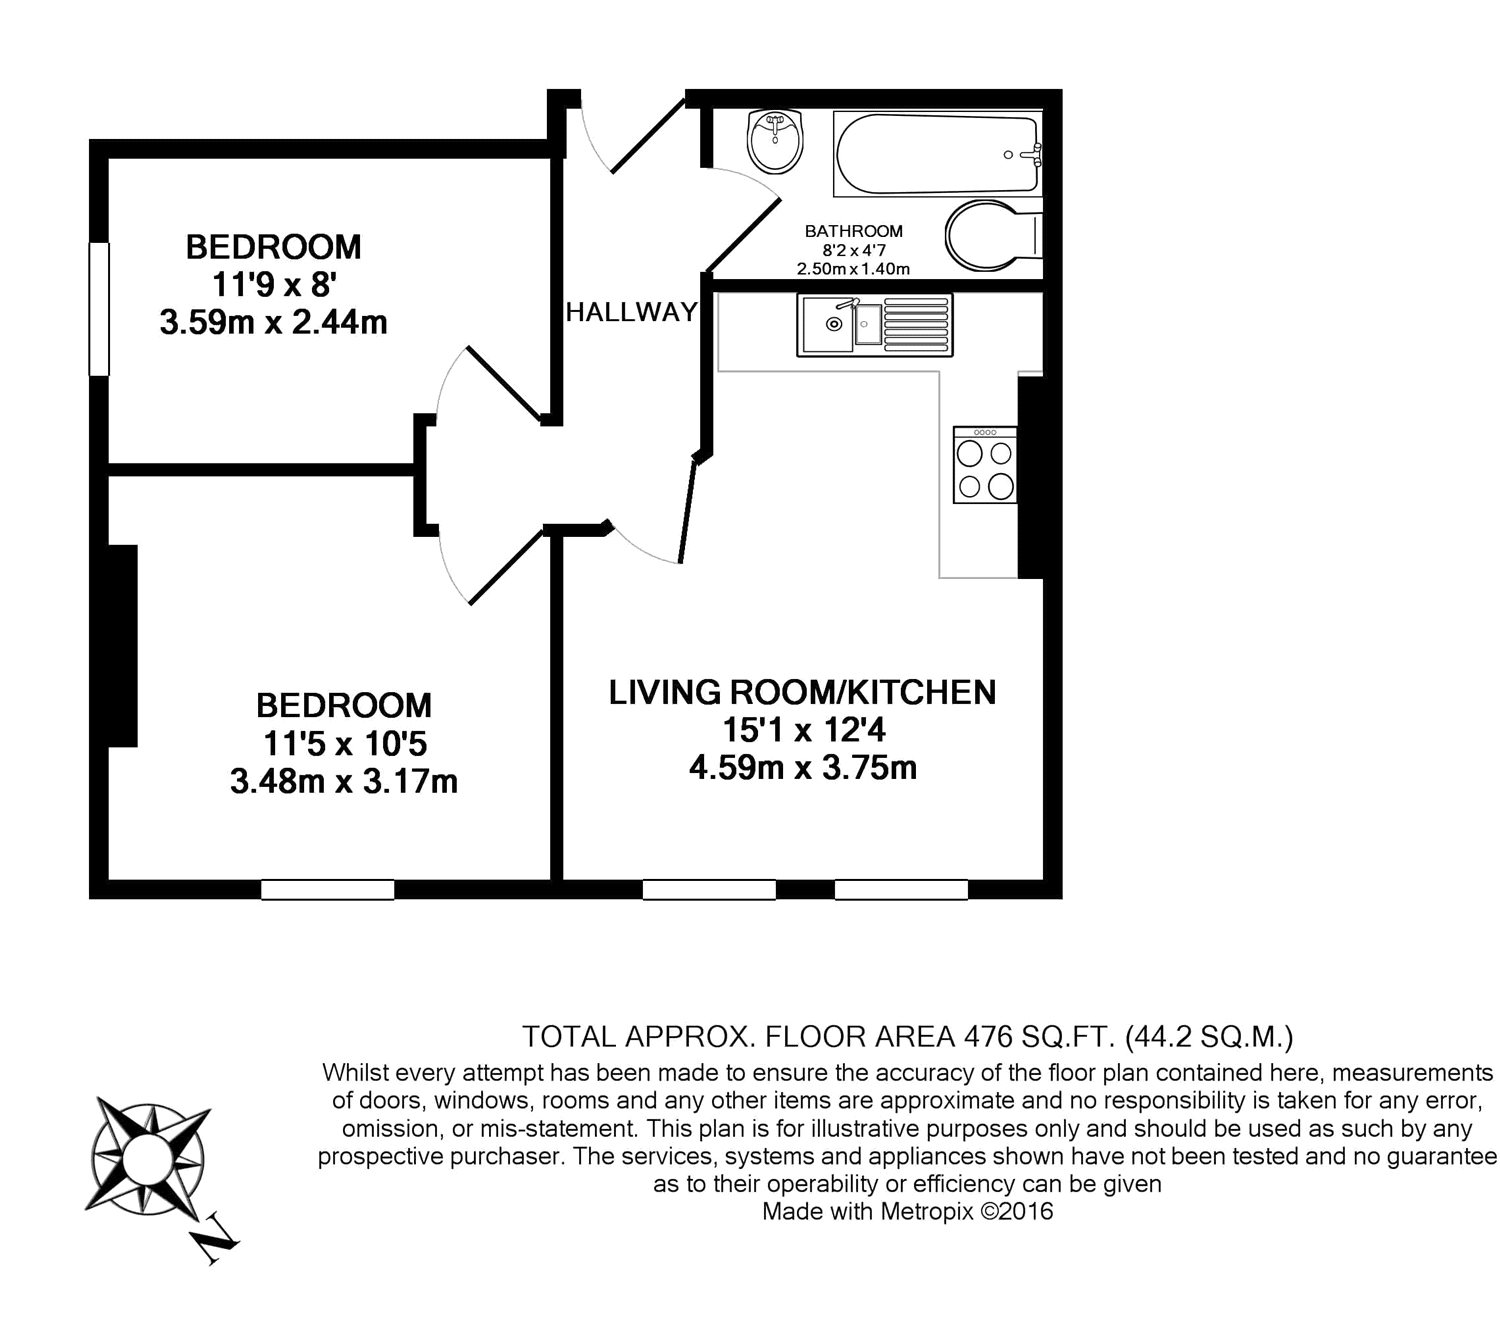 BATHROOM
8'2 x 4'7
2.50m x 1.40m
BEDROOM
11'9 x 8'
3.59m x 2.44m
HALLWAY
LIVING ROOM/KITCHEN
15'1 x 12'4
4.59m x 3.75m
BEDROOM
11'5 x 10'5
3.48m x 3.17m
TOTAL APPROX. FLOOR AREA 476 SQ.FT. (44.2 SQ.M.)
Whilst every attempt has been made to ensure the accuracy of the floor plan contained here, measurements
of doors, windows, rooms and any other items are approximate and no responsibility is taken for any error,
omission, or mis-statement. This plan is for illustrative purposes only and should be used as such by any
prospective purchaser. The services, systems and appliances shown have not been tested and no guarantee
as to their operability or efficiency can be given
Made with Metropix ©2016
N